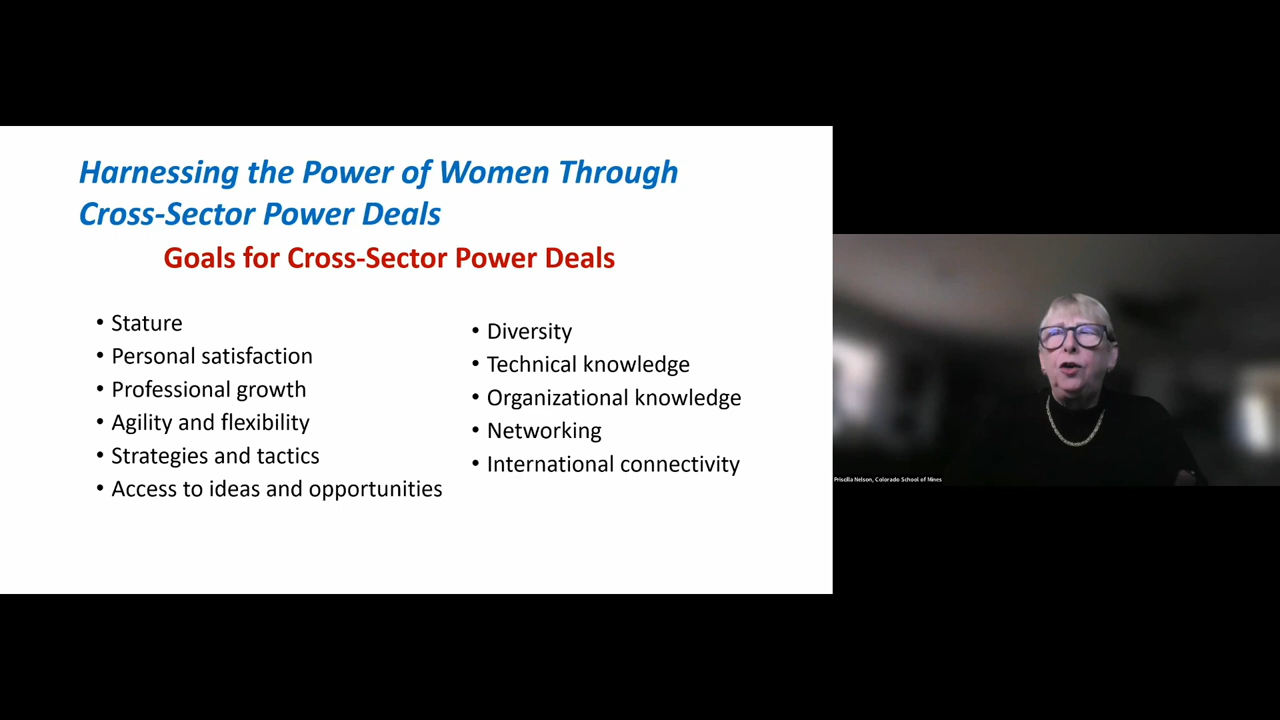 Harnessing the Power of Women Through
Cross-Sector Power Deals
Goals for Cross-Sector Power Deals
• Stature
• Personal satisfaction
• Professional growth
• Agility and flexibility
• Strategies and tactics
• Access to ideas and opportunities
• Diversity
• Technical knowledge
• Organizational knowledge
• Networking
• International connectivity
Priscilla Nelson, Colorado School of Mines